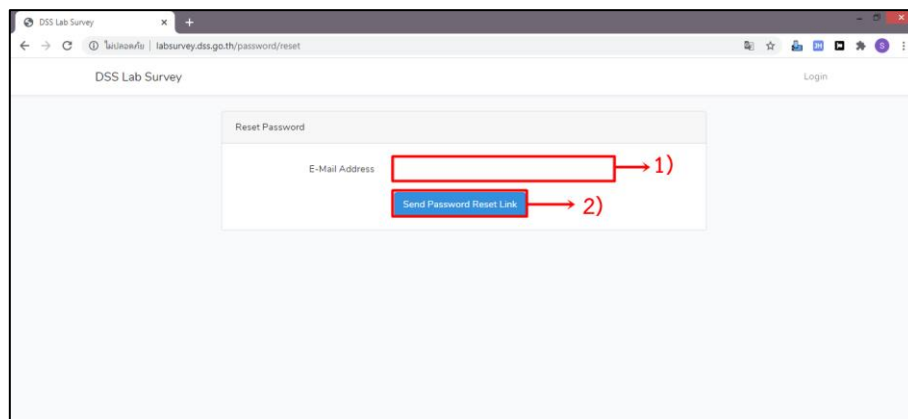 DSS Lab Survey
ไม่ปลอดภัย | labsurvey.dss.go.th/password/reset
DSS Lab Survey
Login
Reset Password
E-Mail Address
1)
Send Password Reset Link
2)